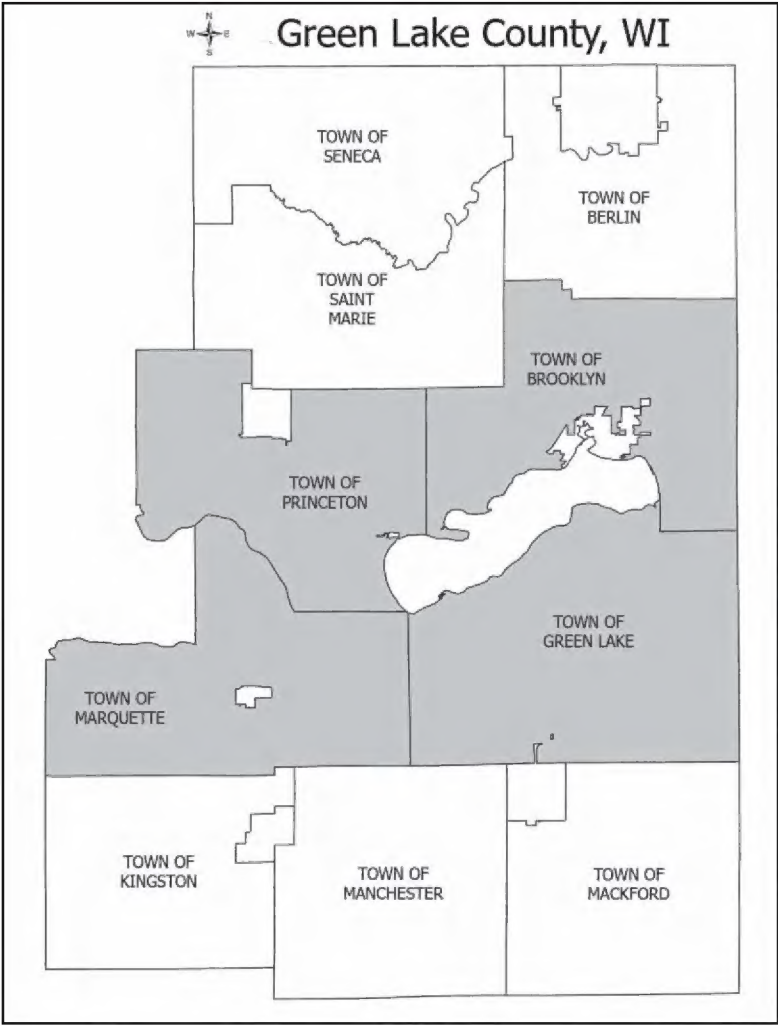 N
W E
S
Green Lake County, WI
TOWN OF
SENECA
TOWN OF
BERLIN
TOWN OF
SAINT
MARIE
TOWN OF
BROOKLYN
TOWN OF
PRINCETON
TOWN OF
GREEN LAKE
TOWN OF
MARQUETTE
TOWN OF
KINGSTON
TOWN OF
MANCHESTER
TOWN OF
MACKFORD